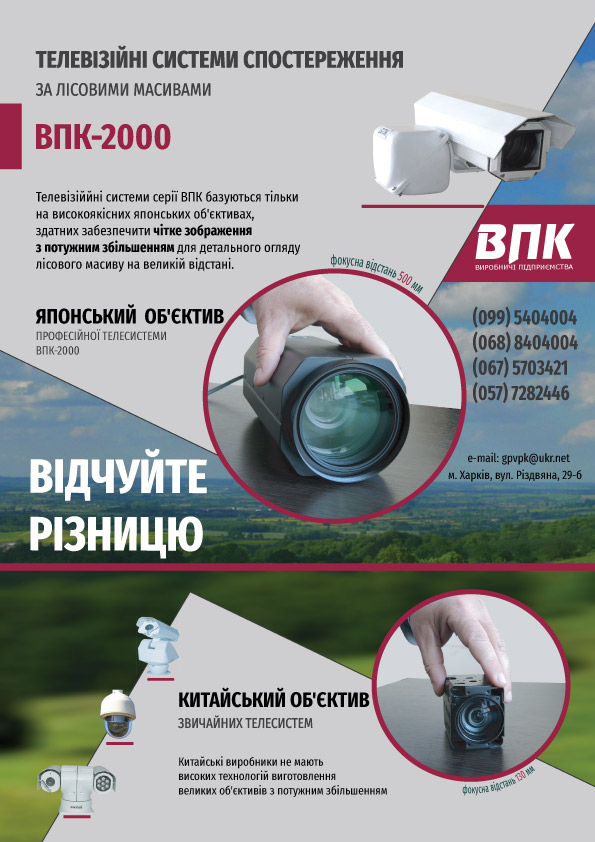 ТЕЛЕВІЗІЙНІ СИСТЕМИ СПОСТЕРЕЖЕННЯ
ЗА ЛІСОВИМИ МАСИВАМИ
ВПК-2000
Телевізіййні системи серії ВПК базуються тільки
на високоякісних японських об'єктивах,
здатних забезпечити чітке зображення
з потужним збільшенням для детального огляду
лісового масиву на великій відстані.
ВПК
ВИРОБНИЧІ ПІДПРИЄМСТВА
фокусна відстань 500 мм
ЯПОНСЬКИЙ ОБ'ЄКТИВ
ПРОФЕСІЙНОЇ ТЕЛЕСИСТЕМИ
ВПК-2000
(099) 5404004
(068) 8404004
(067) 5703421
(057) 7282446
e-mail: gpvpk@ukr.net
м. Харків, вул. Різдвяна, 29-б
ВІДЧУЙТЕ
РІЗНИЦЮ
КИТАЙСЬКИЙ ОБ'ЄКТИВ
ЗВИЧАЙНИХ ТЕЛЕСИСТЕМ
Китайські виробники не мають
високих технологій виготовлення
великих об'єктивів з потужним збільшенням
фокусна відстань 130 мм